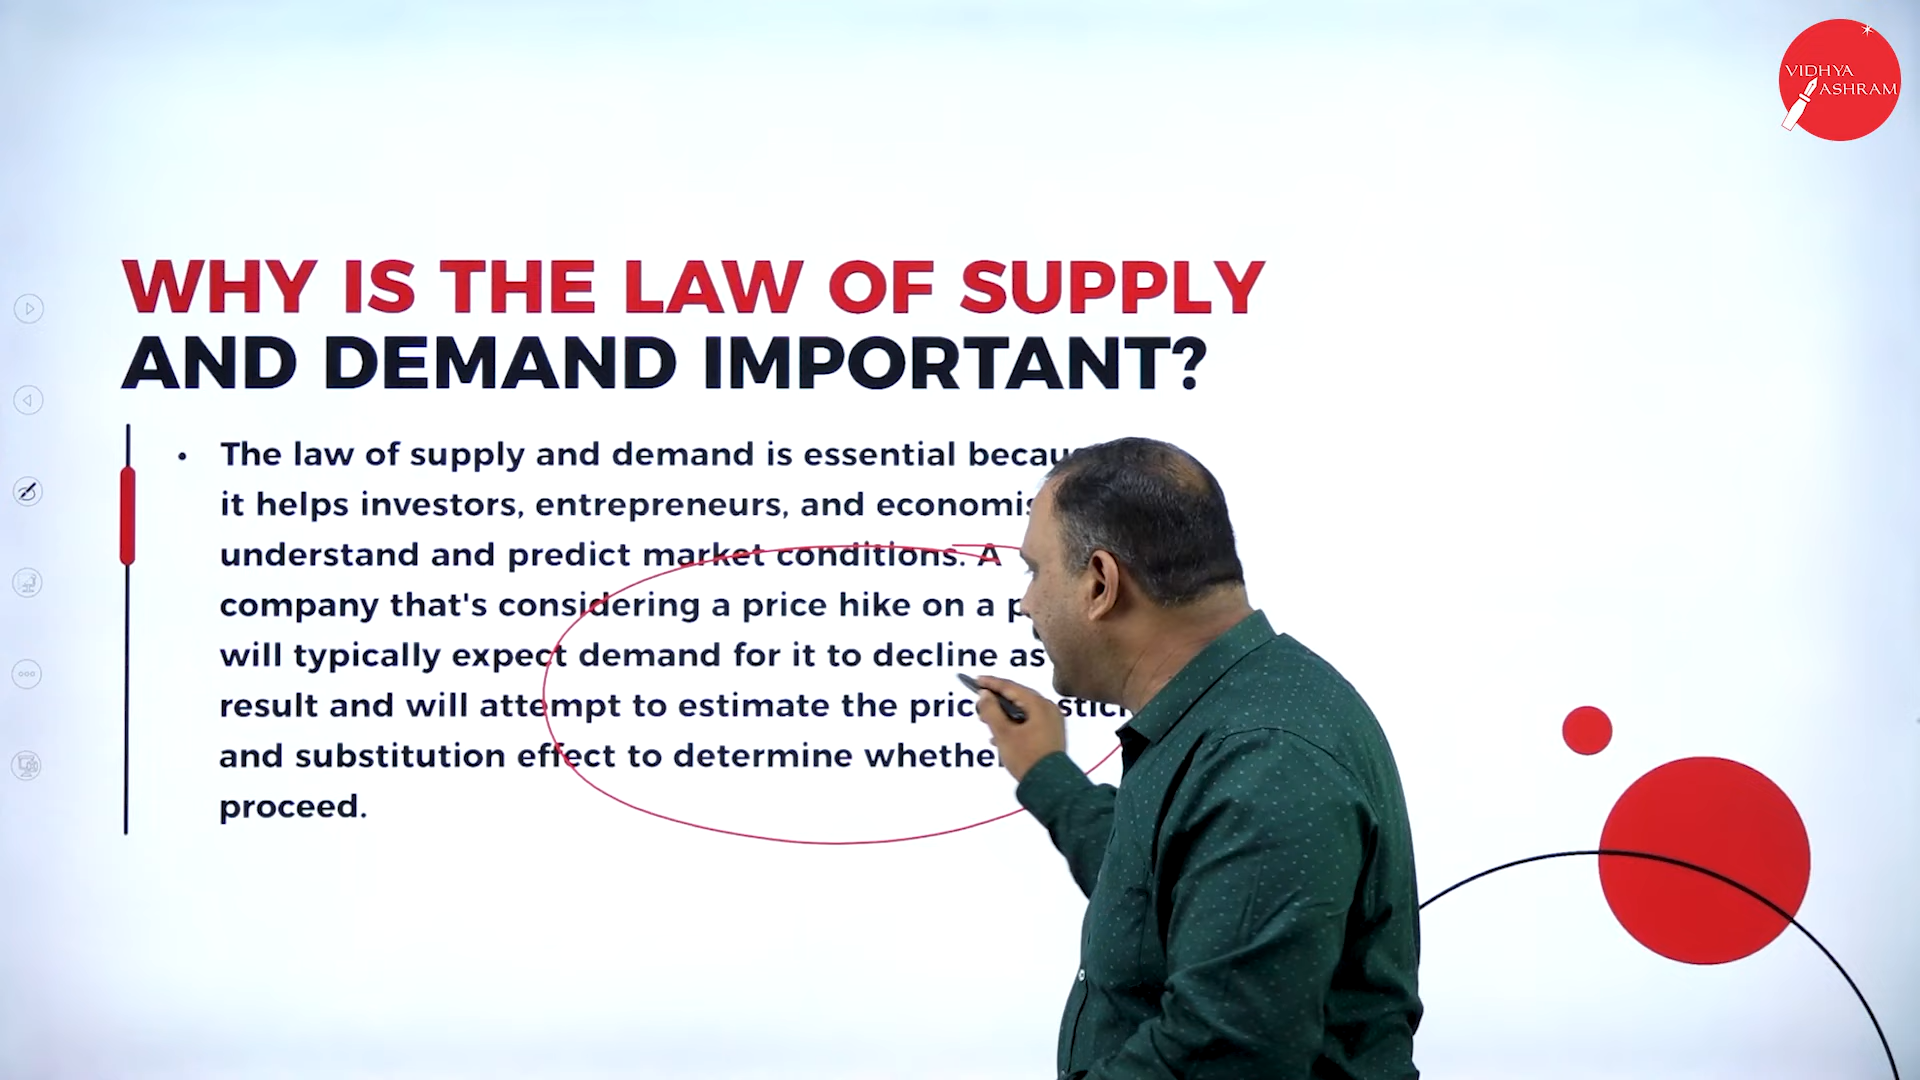 VIDHYA
ASHRAM
WHY IS THE LAW OF SUPPLY
AND DEMAND IMPORTANT?
• The law of supply and demand is essential
it helps investors, entrepreneurs, and
understand and predict market conditions. A
company that's considering a price hike on a
will typically expect demand for it to decline as
result and will attempt to estimate the
and substitution effect to determine
proceed.